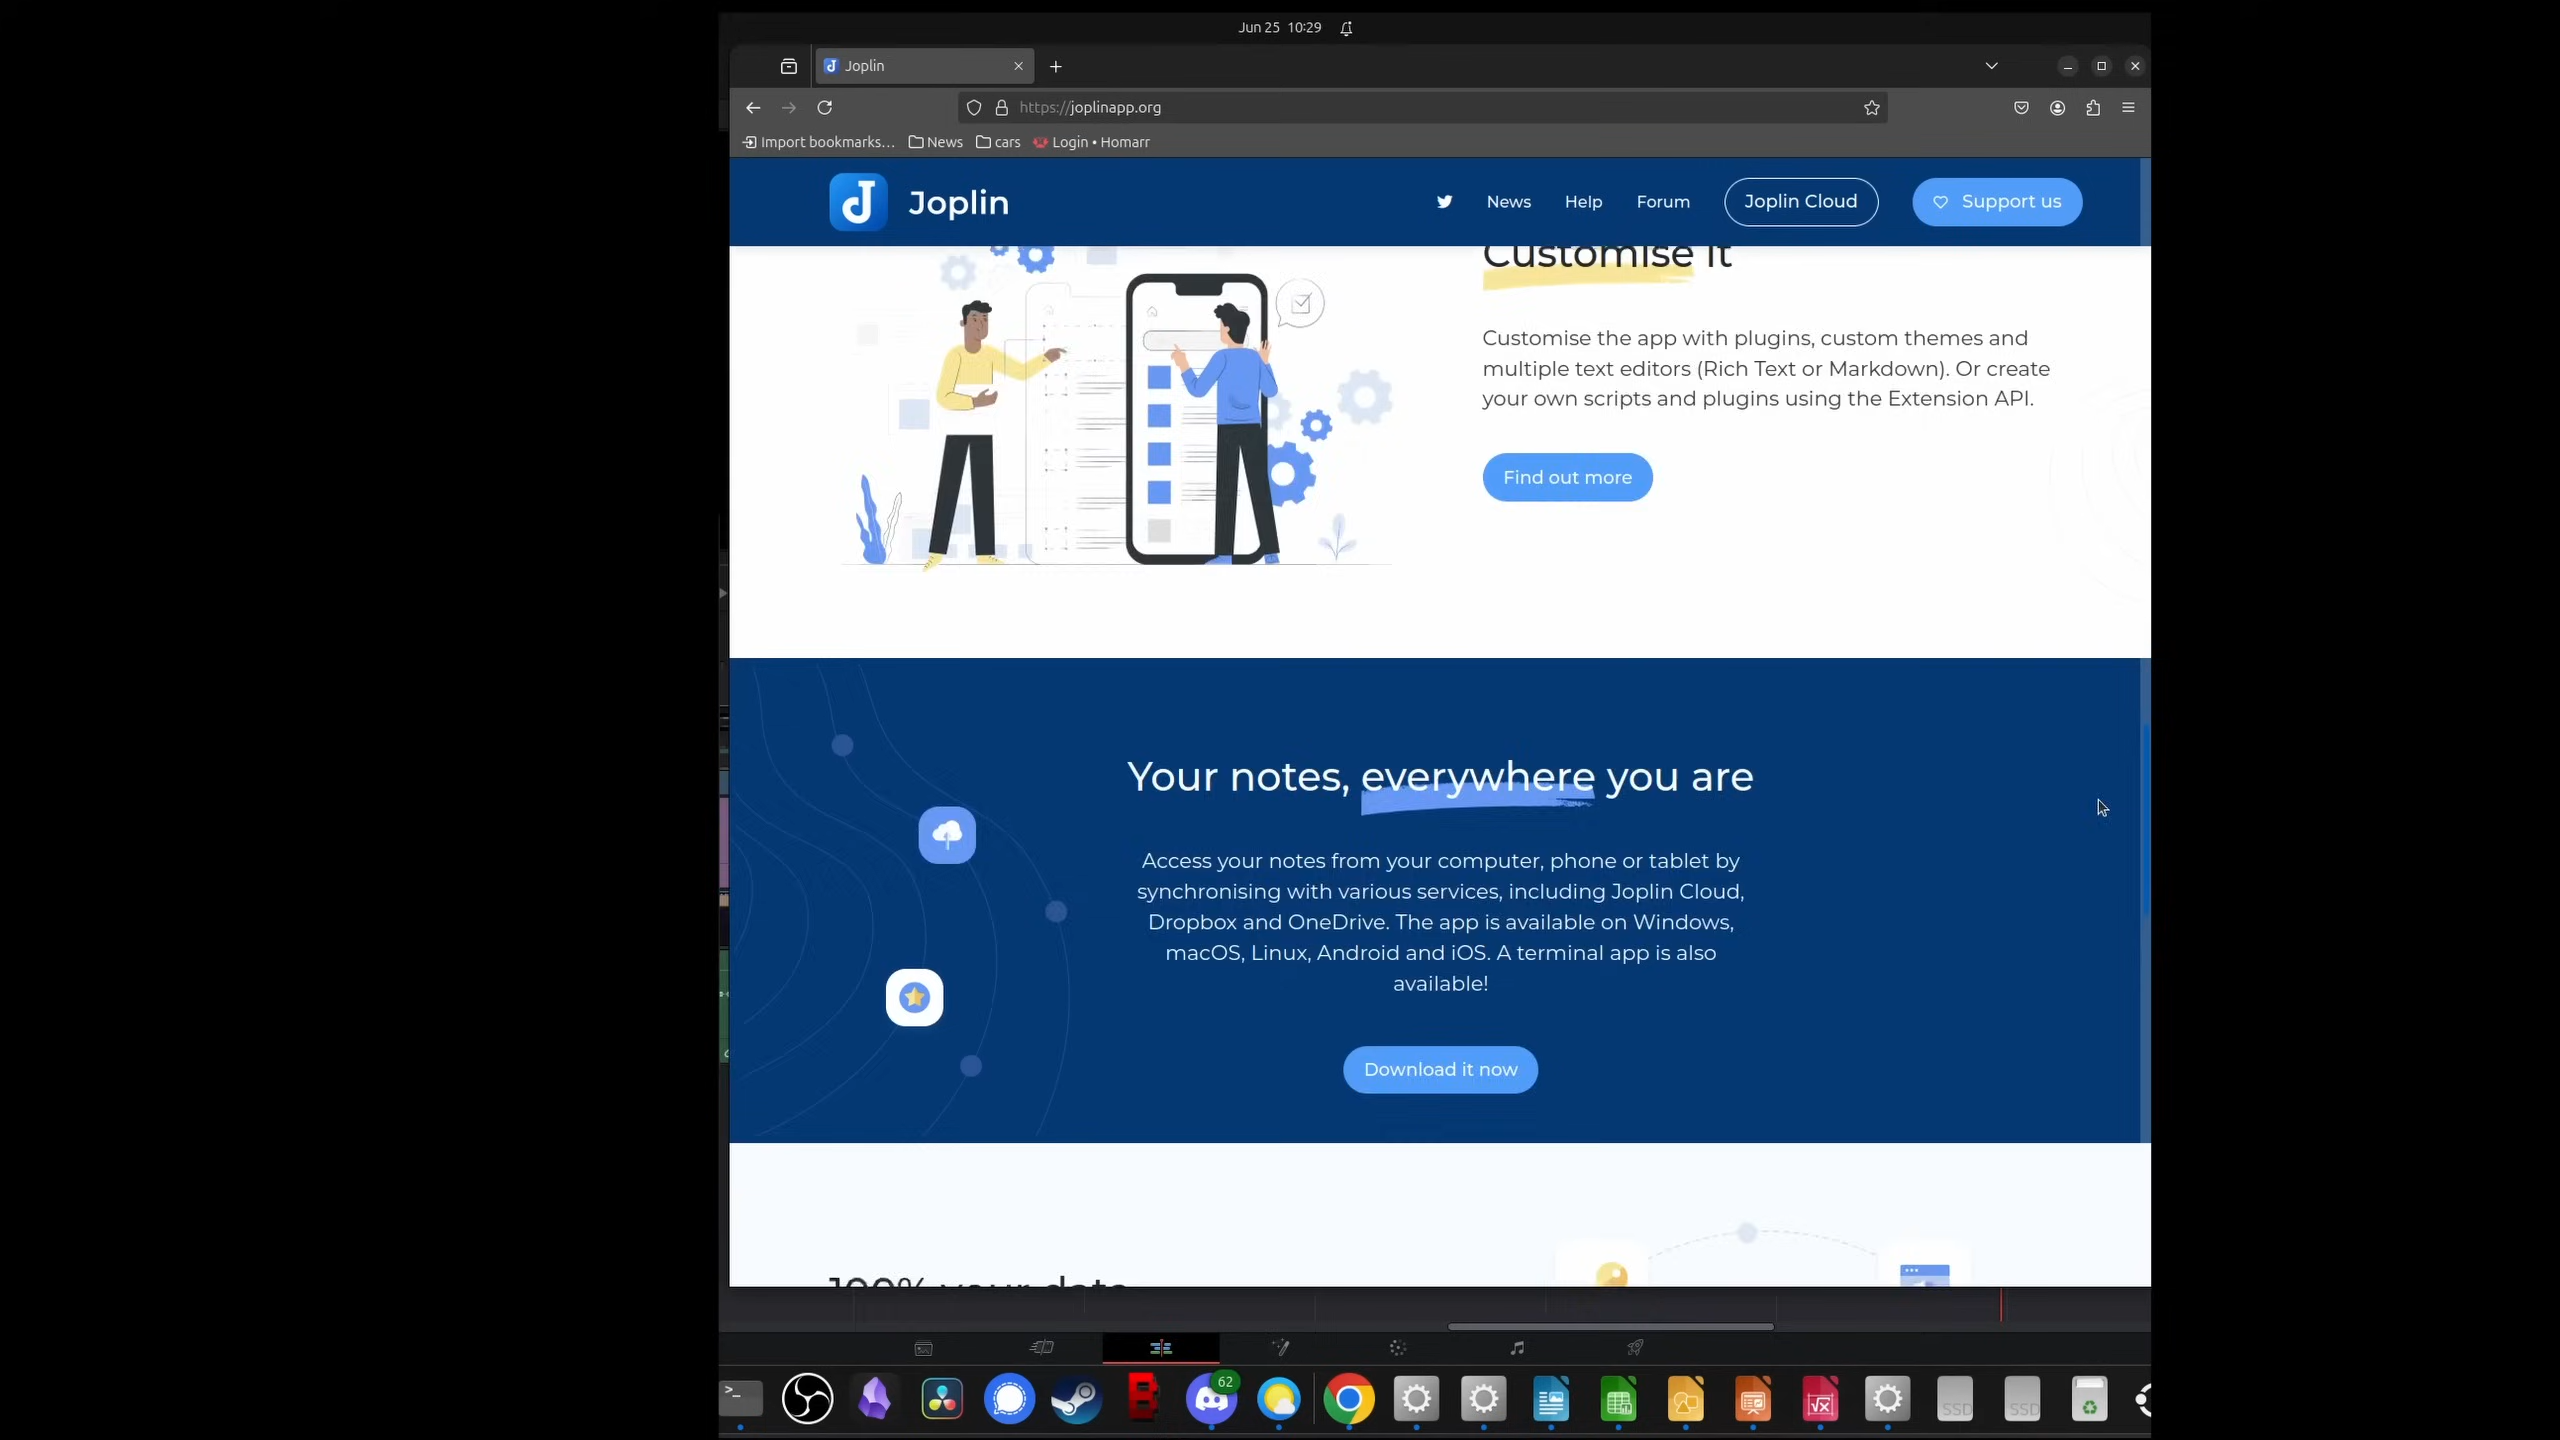 Jun 25 10:29
Joplin
https://joplinapp.org
Import bookmarks…
News
cars
Login • Homarr
Joplin
News
Help
Forum
Joplin Cloud
Support us
Customise it
Customise the app with plugins, custom themes and
multiple text editors (Rich Text or Markdown). Or create
your own scripts and plugins using the Extension API.
Find out more
Your notes, everywhere you are
Access your notes from your computer, phone or tablet by
synchronising with various services, including Joplin Cloud,
Dropbox and OneDrive. The app is available on Windows,
macOS, Linux, Android and iOS. A terminal app is also
available!
Download it now
100% your data
62
SSD
SSD